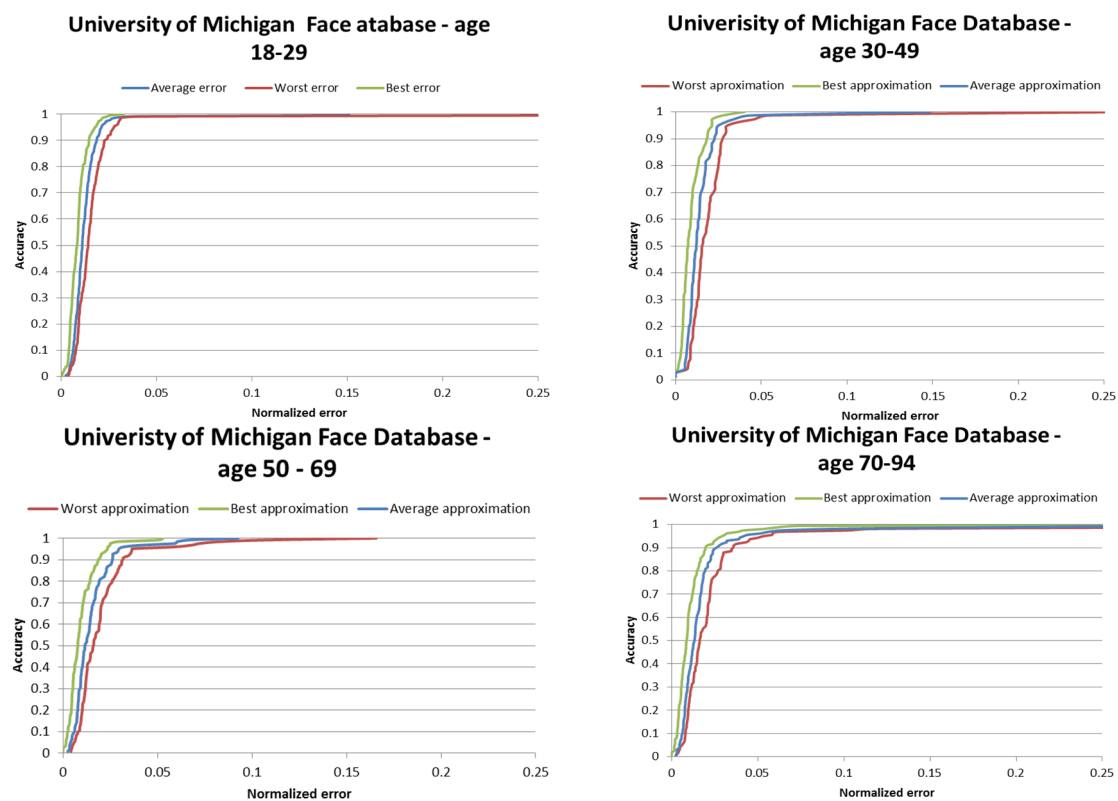 University of Michigan Face atabase - age
18-29
Average error Worst error Best error
1
0.9
0.8
0.7
0.6
0.5
0.4
0.3
0.2
0.1
0
Accuracy
0 0.05 0.1 0.15 0.2 0.25
Normalized error
Univerisity of Michigan Face Database -
age 30-49
Worst aproximation Best approximation Average approximation
1
0.9
0.8
0.7
0.6
0.5
0.4
0.3
0.2
0.1
0
Accuracy
0 0.05 0.1 0.15 0.2 0.25
Normalized error
Univeristy of Michigan Face Database -
age 50 - 69
Worst approximation Best approximation Average approximation
1
0.9
0.8
0.7
0.6
0.5
0.4
0.3
0.2
0.1
0
Accuracy
0 0.05 0.1 0.15 0.2 0.25
Normalized error
University of Michigan Face Database -
age 70-94
Worst approximation Best approximation Average approximation
1
0.9
0.8
0.7
0.6
0.5
0.4
0.3
0.2
0.1
0
Accuracy
0 0.05 0.1 0.15 0.2 0.25
Normalized error